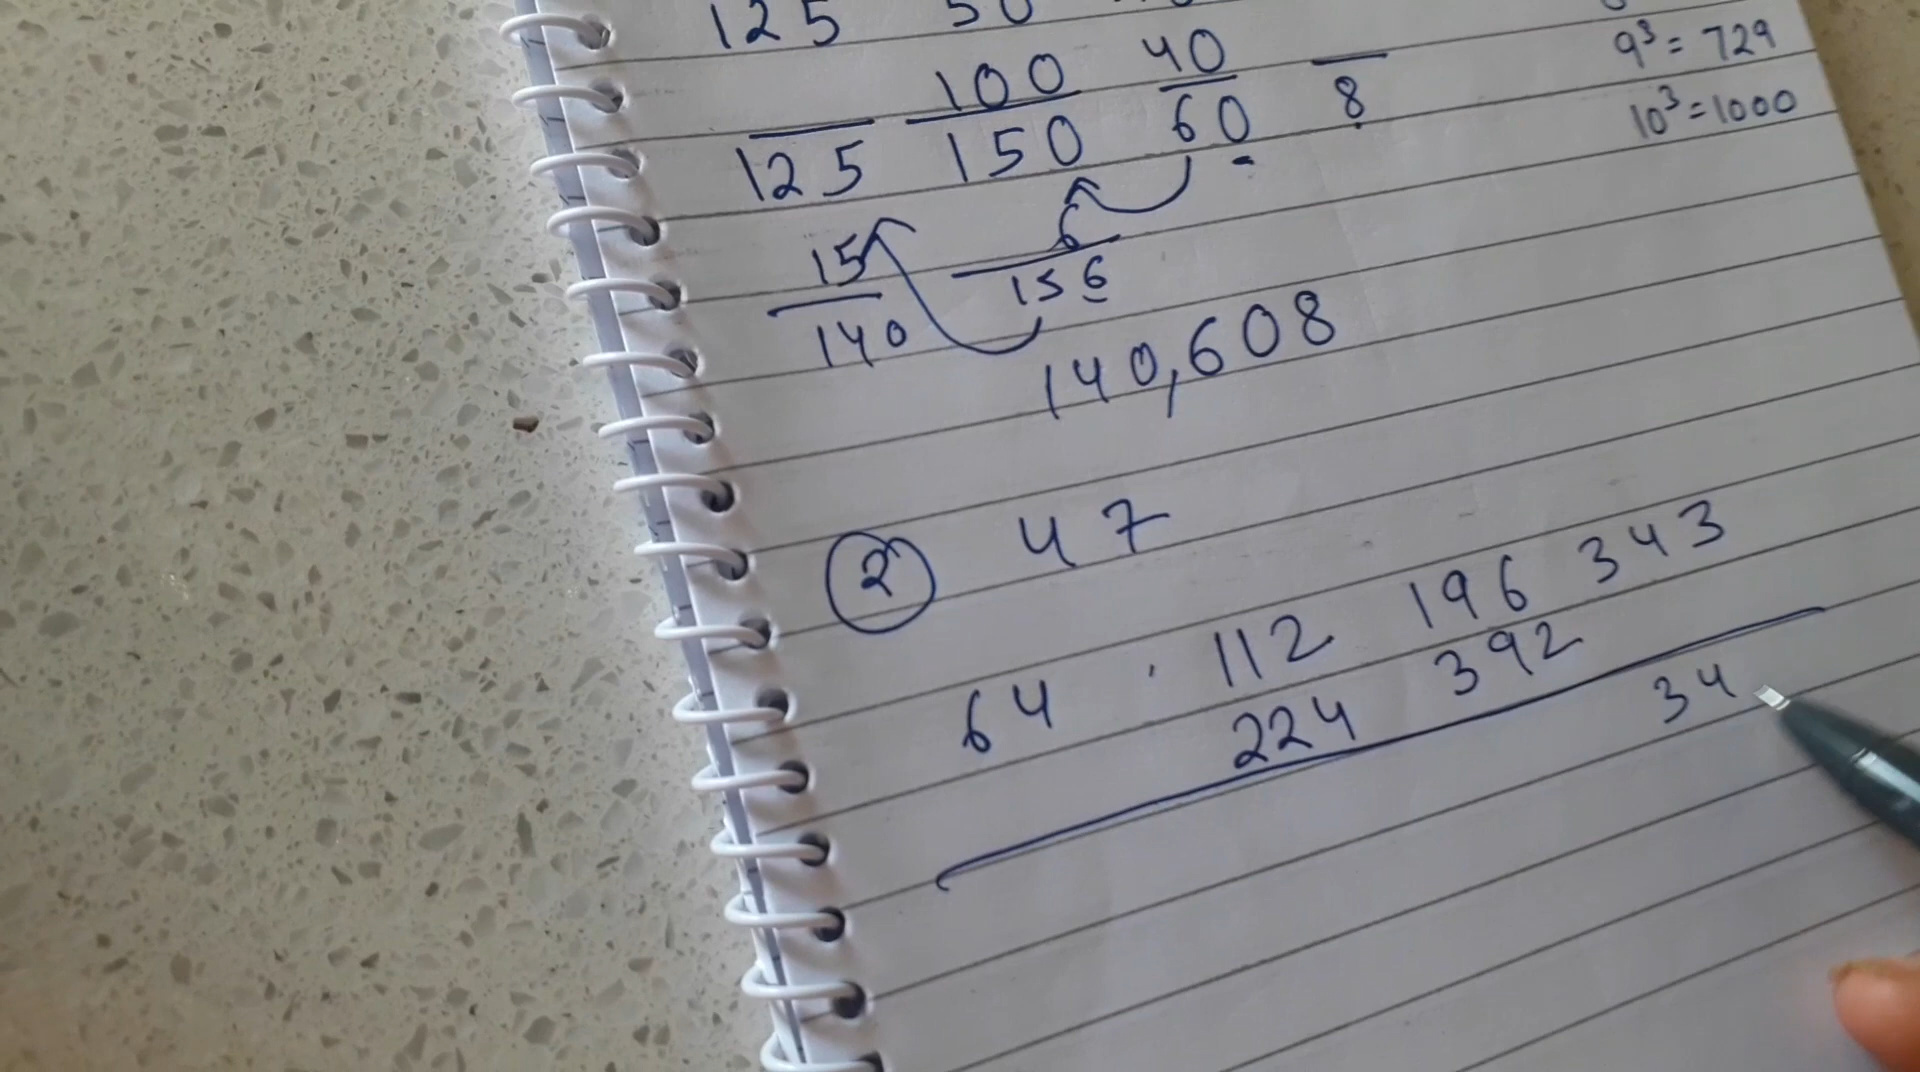 125 50
9³ = 729
100 40
10³ = 1000
125 150 60 8
15 6
140 156
140,608
② 47
64 112 196 343
224 392
34